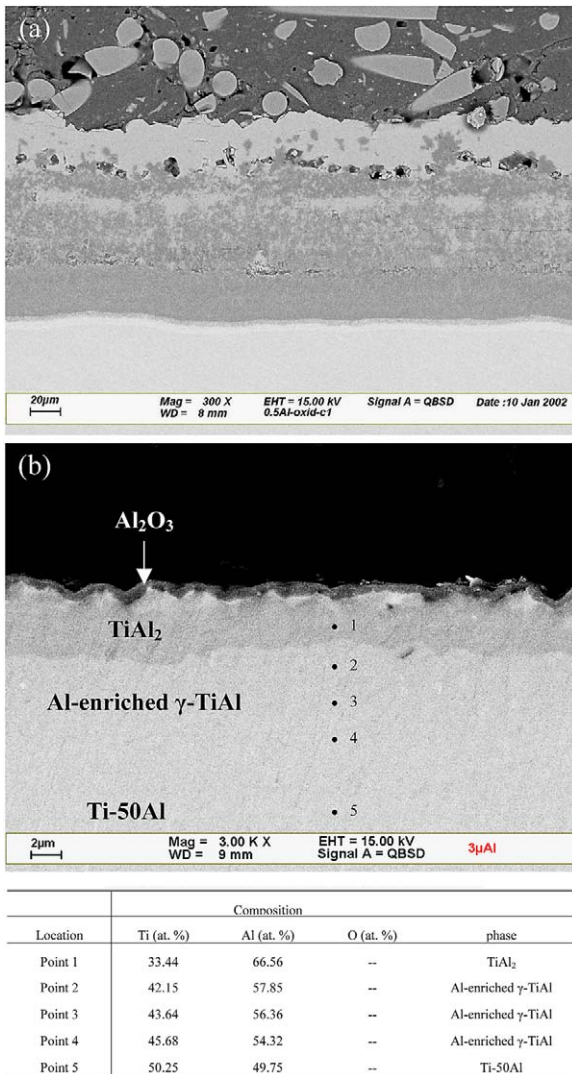 (a)
20µm
Mag = 300 X EHT = 15.00 kV Signal A = QBSD Date :10 Jan 2002
WD = 8 mm 0.5Al-oxid-c1
(b)
Al₂O₃
TiAl₂
1
2
Al-enriched γ-TiAl
3
4
Ti-50Al
5
2µm
Mag = 3.00 K X EHT = 15.00 kV 3µAl
WD = 9 mm Signal A = QBSD
Composition
Location Ti (at. %) Al (at. %) O (at. %) phase
Point 1 33.44 66.56 -- TiAl₂
Point 2 42.15 57.85 -- Al-enriched γ-TiAl
Point 3 43.64 56.36 -- Al-enriched γ-TiAl
Point 4 45.68 54.32 -- Al-enriched γ-TiAl
Point 5 50.25 49.75 -- Ti-50Al